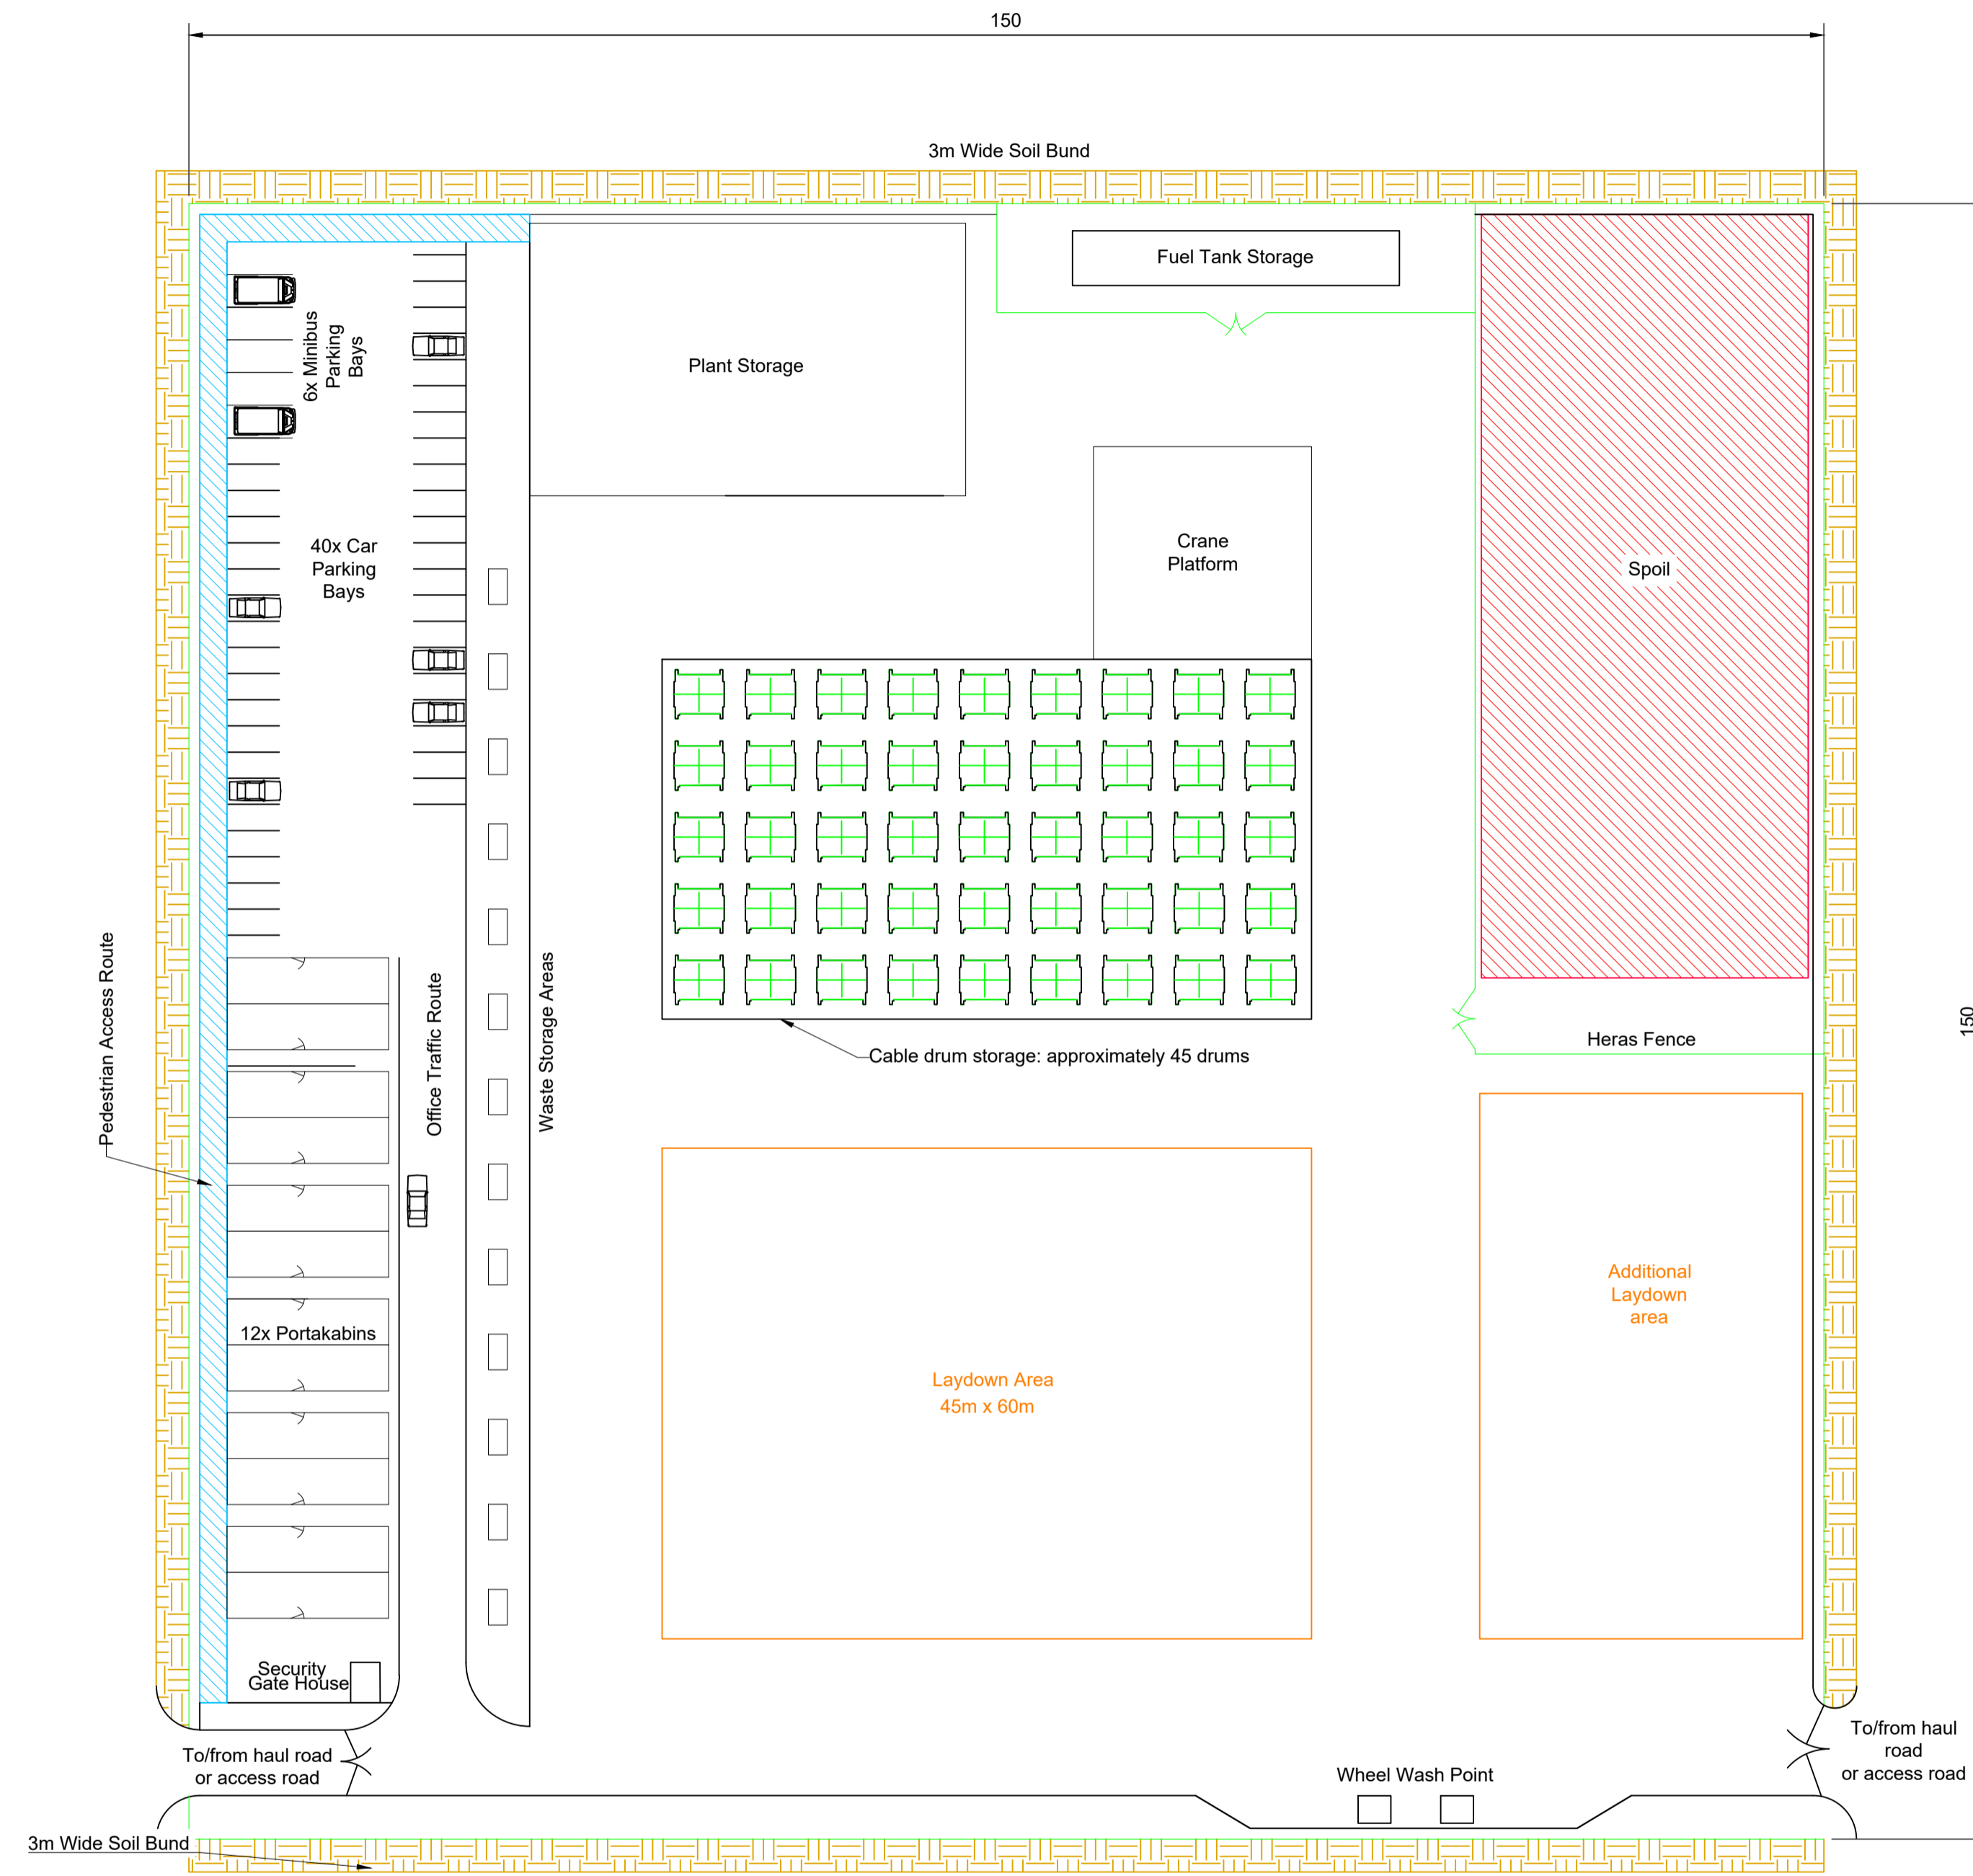 150
3m Wide Soil Bund
Fuel Tank Storage
6x Minibus
Parking
Bays
Plant Storage
40x Car
Parking
Bays
Crane
Platform
Spoil
Pedestrian Access Route
Office Traffic Route
Waste Storage Areas
150
Heras Fence
Cable drum storage: approximately 45 drums
Additional
Laydown
area
12x Portakabins
Laydown Area
45m x 60m
Security
Gate House
To/from haul road
or access road
Wheel Wash Point
To/from haul
road
or access road
3m Wide Soil Bund